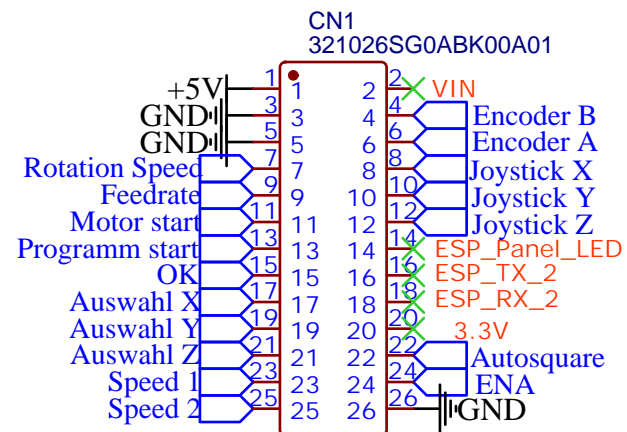 CN1
321026SG0ABK00A01
+5V 1 1 2 2 VIN
GND 3 3 4 4 Encoder B
GND 5 5 6 6 Encoder A
Rotation Speed 7 7 8 8 Joystick X
Feedrate 9 9 10 10 Joystick Y
Motor start 11 11 12 12 Joystick Z
Programm start 13 13 14 14 ESP_Panel_LED
OK 15 15 16 16 ESP_TX_2
Auswahl X 17 17 18 18 ESP_RX_2
Auswahl Y 19 19 20 20 3.3V
Auswahl Z 21 21 22 22 Autosquare
Speed 1 23 23 24 24 ENA
Speed 2 25 25 26 26 GND